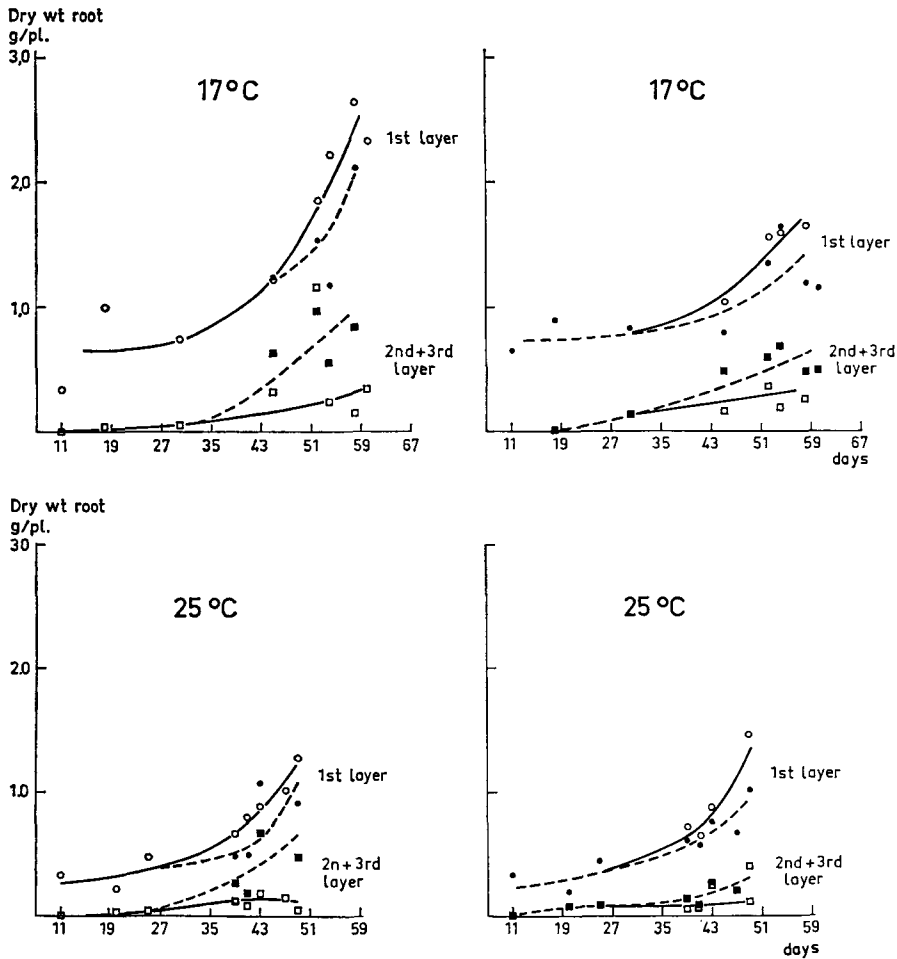 Dry wt root
g/pl.
3,0
2,0
1,0
17°C
1st layer
2nd+3rd
layer
11 19 27 35 43 51 59 67
17°C
1st layer
2nd+3rd
layer
11 19 27 35 43 51 59 67
days
Dry wt root
g/pl.
30
2.0
1.0
25 °C
1st layer
2n+3rd
layer
11 19 27 35 43 51 59
25 °C
1st layer
2nd+3rd
layer
11 19 27 35 43 51 59
days